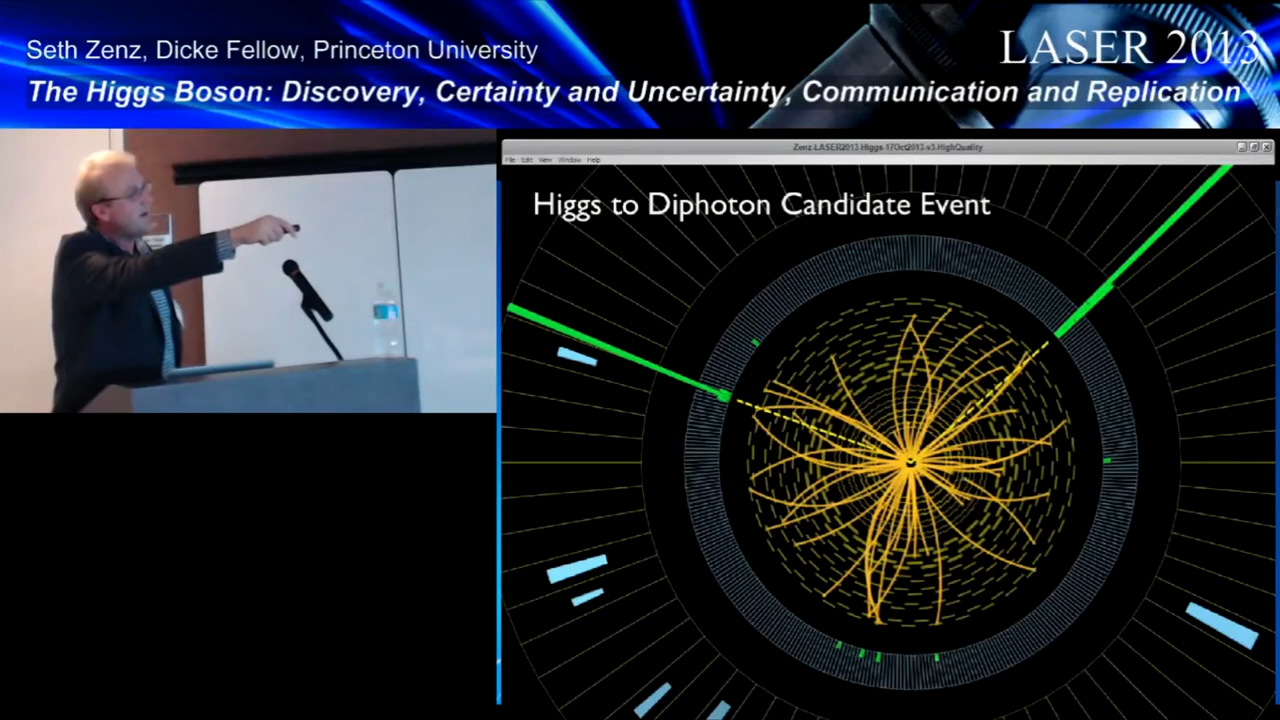 Seth Zenz, Dicke Fellow, Princeton University
LASER 2013
The Higgs Boson: Discovery, Certainty and Uncertainty, Communication and Replication
Zenz-LASER2013-Higgs-17Oct2013-v3-HighQuality
File Edit View Window Help
Higgs to Diphoton Candidate Event